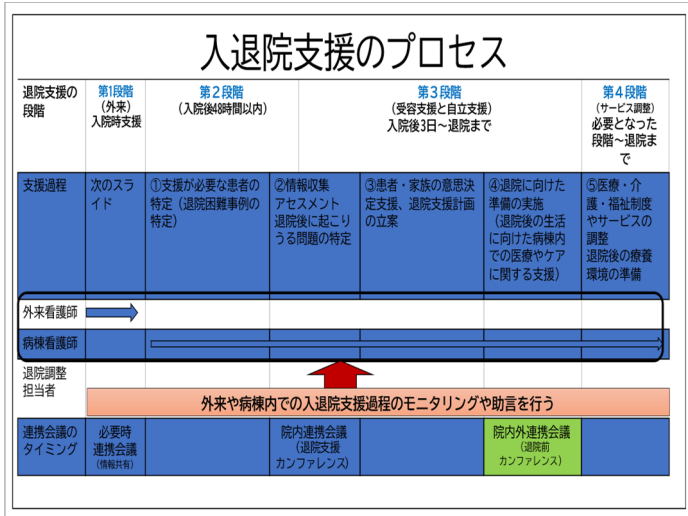 入退院支援のプロセス
退院支援の
段階
第1段階
(外来)
入院時支援
第２段階
(入院後48時間以内)
第３段階
(受容支援と自立支援)
入院後3日～退院まで
第４段階
(サービス調整)
必要となった
段階～退院ま
で
支援過程
次のスラ
イド
①支援が必要な患者の
特定（退院困難事例の
特定）
②情報収集
アセスメント
退院後に起こり
うる問題の特定
③患者・家族の意思決
定支援、退院支援計画
の立案
④退院に向けた
準備の実施
（退院後の生活
に向けた病棟内
での医療やケア
に関する支援）
⑤医療・介
護・福祉制度
やサービスの
調整
退院後の療養
環境の準備
外来看護師
病棟看護師
退院調整
担当者
外来や病棟内での入退院支援過程のモニタリングや助言を行う
連携会議の
タイミング
必要時
連携会議
(情報共有)
院内連携会議
(退院支援
カンファレンス)
院内外連携会議
(退院前
カンファレンス)